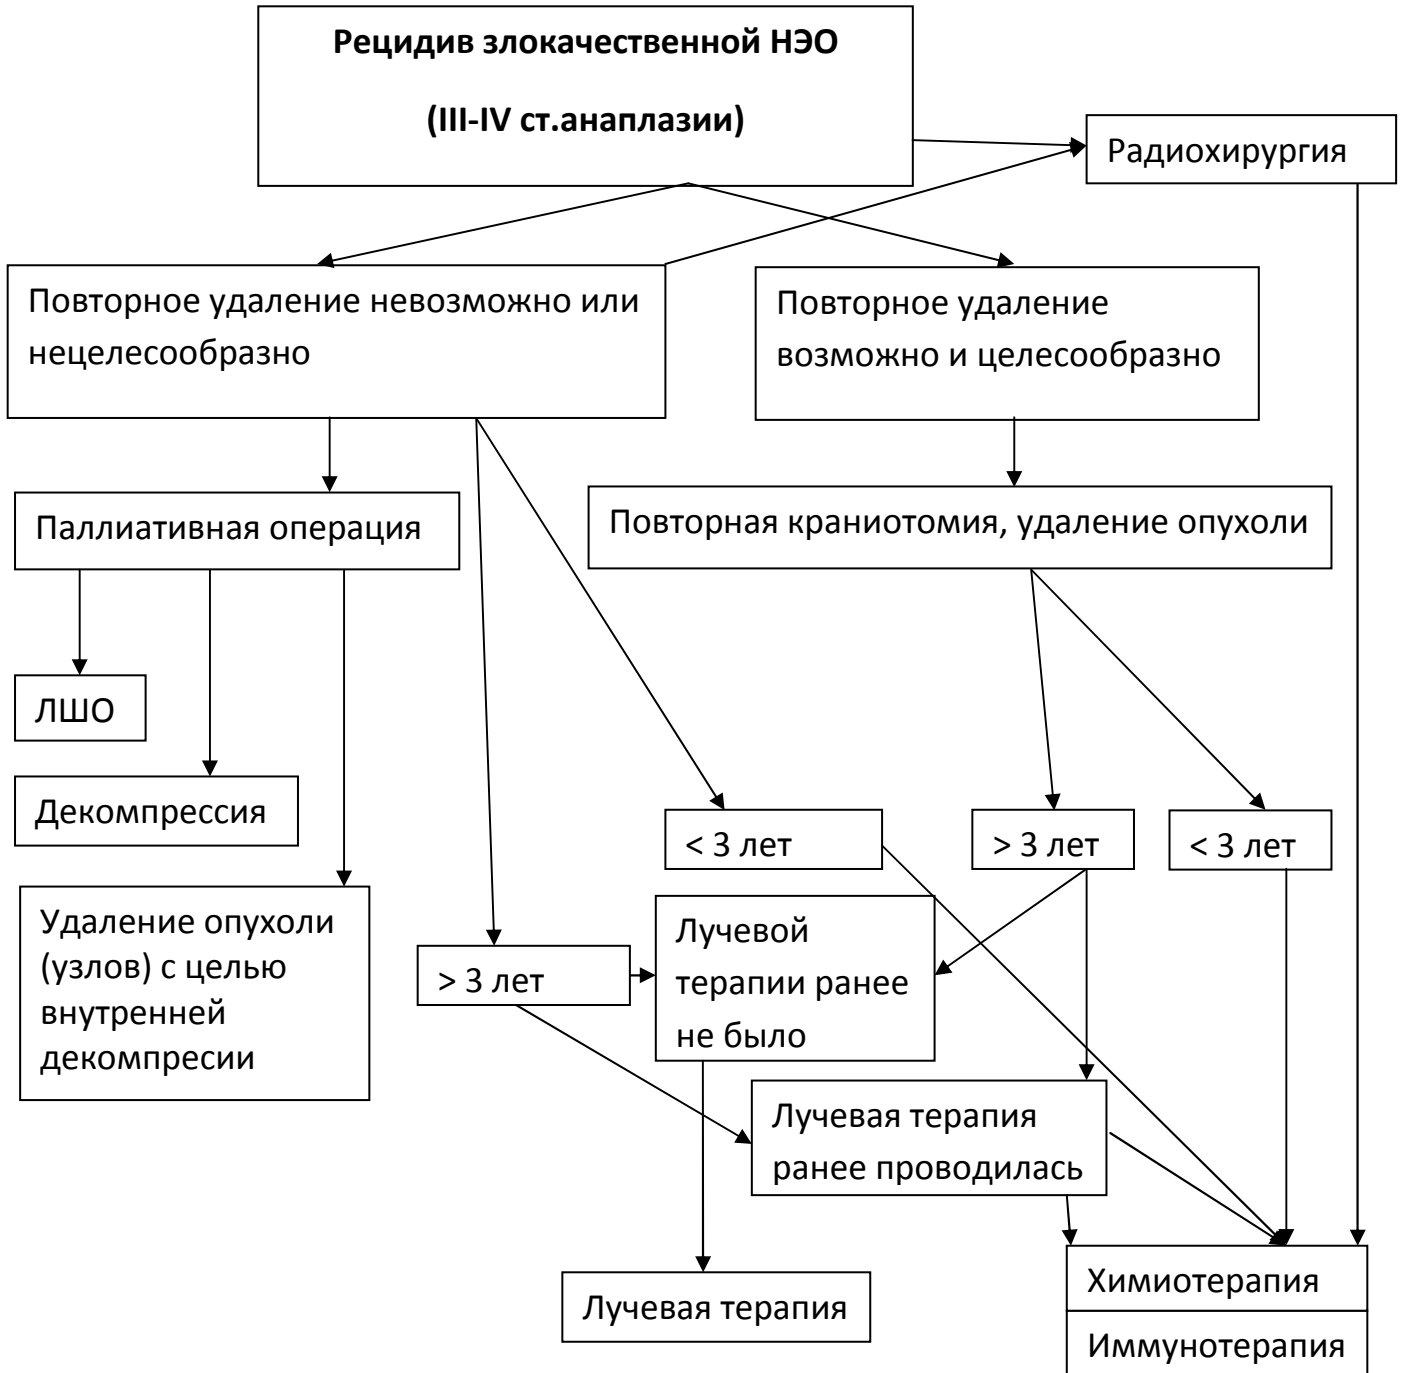 Рецидив злокачественной НЭО
(III-IV ст.анаплазии)
Радиохирургия
Повторное удаление невозможно или
нецелесообразно
Повторное удаление
возможно и целесообразно
Паллиативная операция
Повторная краниотомия, удаление опухоли
ЛШО
Декомпрессия
< 3 лет
> 3 лет
< 3 лет
Удаление опухоли
(узлов) с целью
внутренней
декомпресии
> 3 лет
Лучевой
терапии ранее
не было
Лучевая терапия
ранее проводилась
Лучевая терапия
Химиотерапия
Иммунотерапия